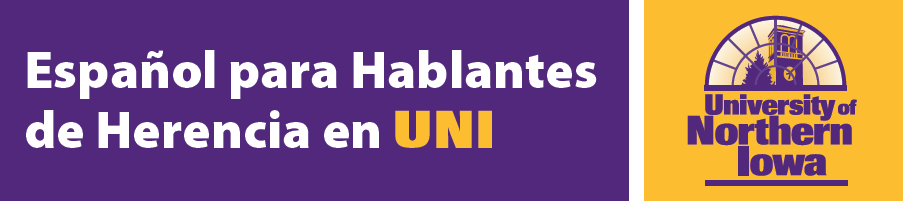 Español para Hablantes
de Herencia en UNI
University of
Northern
Iowa